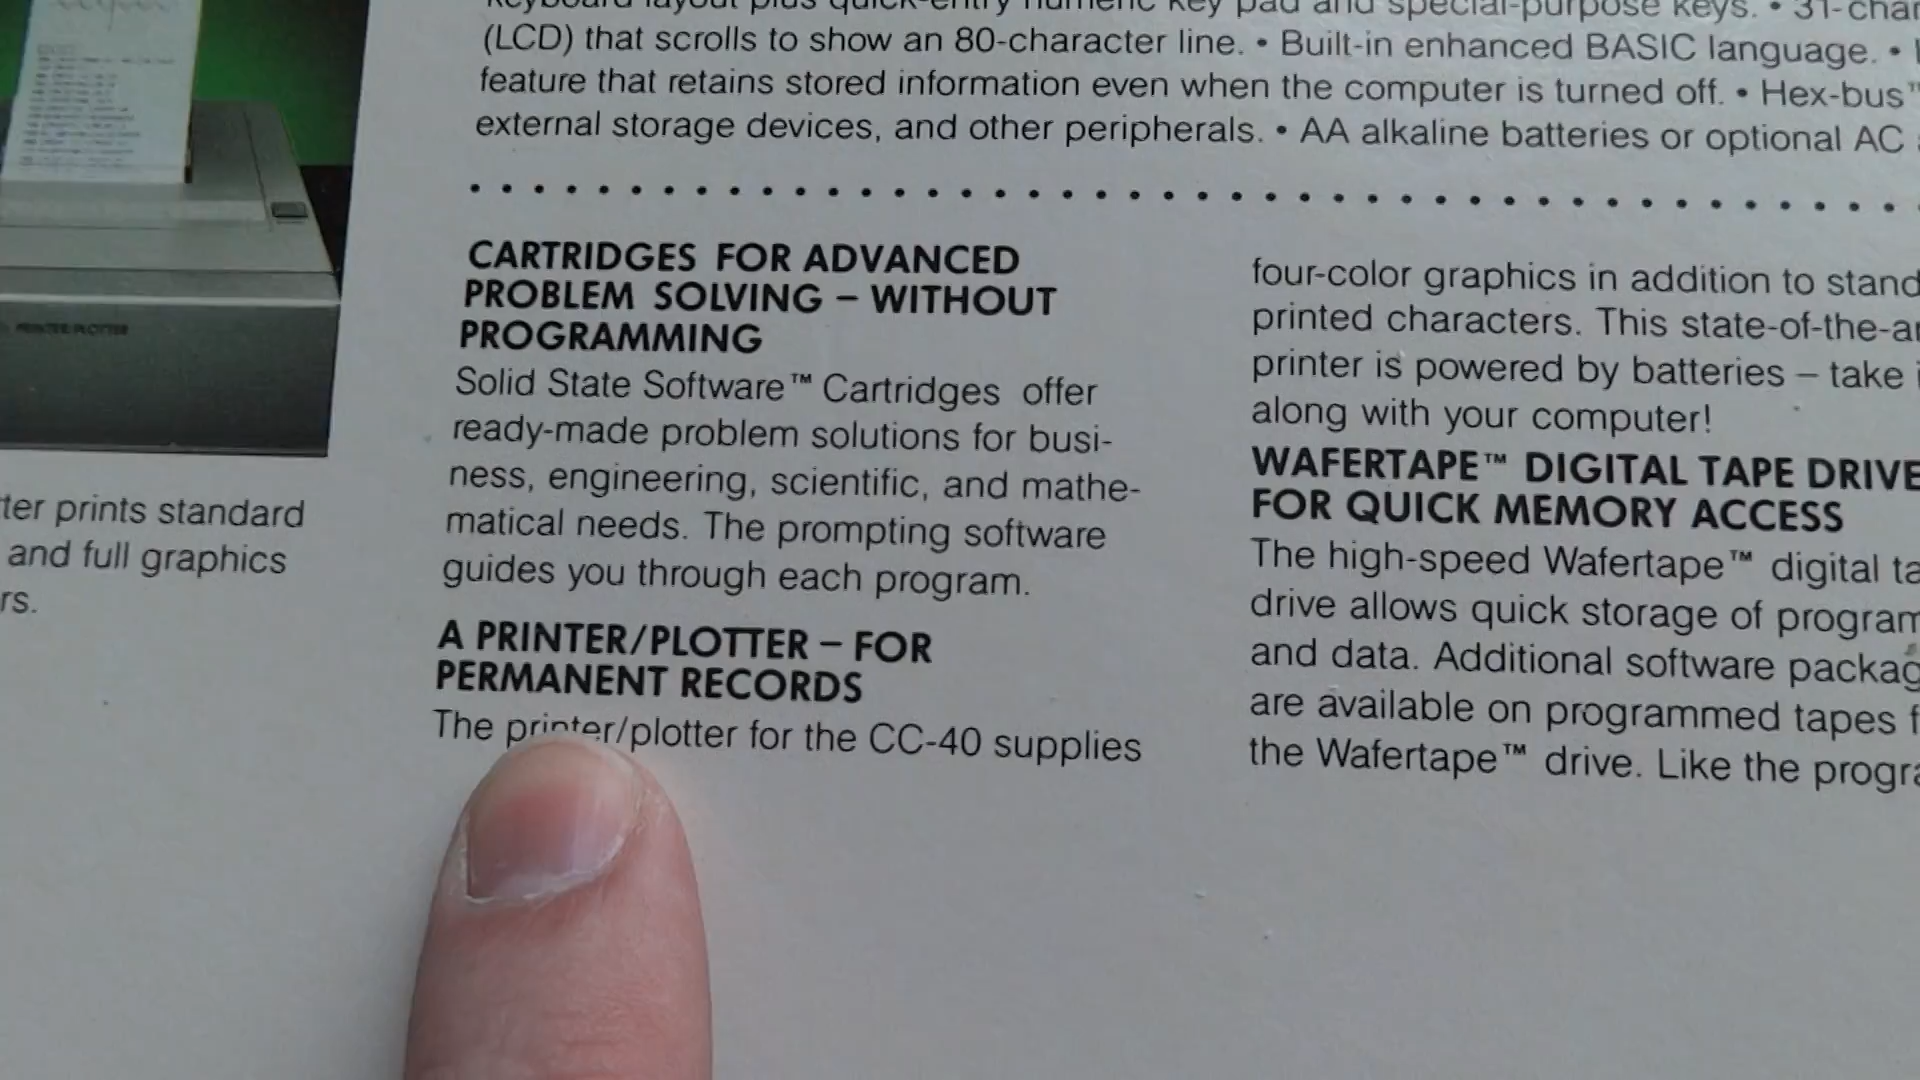 keyboard layout plus quick-entry numeric key pad and special-purpose keys. • 31-char
(LCD) that scrolls to show an 80-character line. • Built-in enhanced BASIC language. •
feature that retains stored information even when the computer is turned off. • Hex-bus™
external storage devices, and other peripherals. • AA alkaline batteries or optional AC
PRINTER/PLOTTER
ter prints standard
and full graphics
rs.
CARTRIDGES FOR ADVANCED
PROBLEM SOLVING – WITHOUT
PROGRAMMING
Solid State Software™ Cartridges offer
ready-made problem solutions for busi-
ness, engineering, scientific, and mathe-
matical needs. The prompting software
guides you through each program.
A PRINTER/PLOTTER – FOR
PERMANENT RECORDS
The printer/plotter for the CC-40 supplies
four-color graphics in addition to stand
printed characters. This state-of-the-ar
printer is powered by batteries – take i
along with your computer!
WAFERTAPE™ DIGITAL TAPE DRIVE
FOR QUICK MEMORY ACCESS
The high-speed Wafertape™ digital ta
drive allows quick storage of program
and data. Additional software packag
are available on programmed tapes f
the Wafertape™ drive. Like the progra